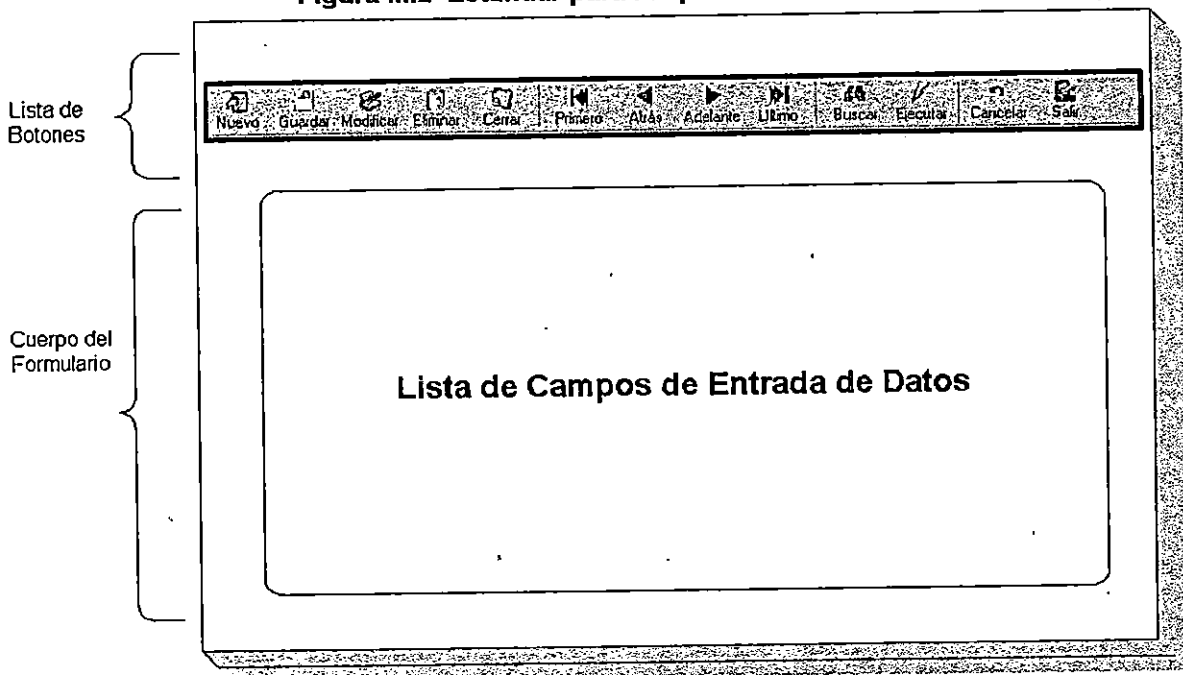 Lista de
Botones
Nuevo Guardar Modificar Eliminar Cerrar Primero Atrás Adelante Último Buscar Ejecutar Cancelar Salir
Cuerpo del
Formulario
Lista de Campos de Entrada de Datos